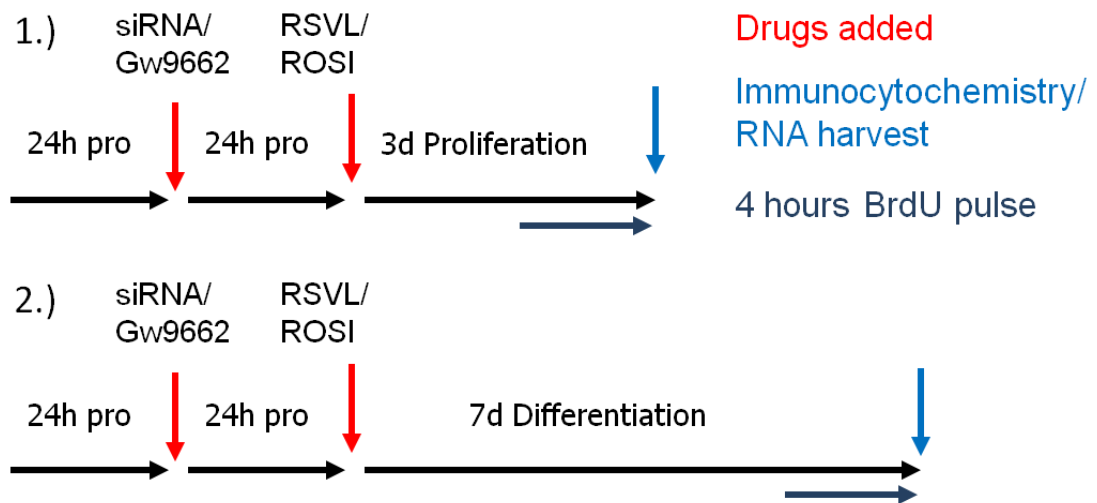 1.)
siRNA/
Gw9662
RSVL/
ROSI
Drugs added
Immunocytochemistry/
RNA harvest
24h pro
24h pro
3d Proliferation
4 hours BrdU pulse
2.)
siRNA/
Gw9662
RSVL/
ROSI
24h pro
24h pro
7d Differentiation